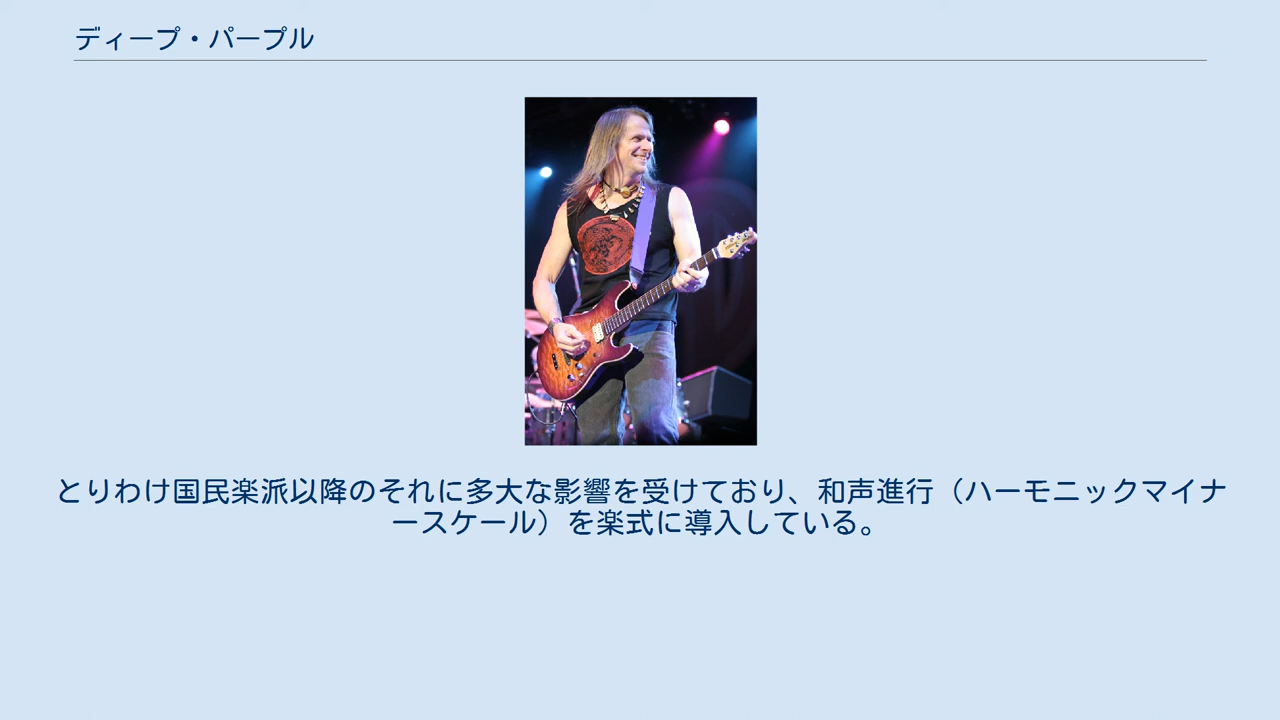 ディープ・パープル
とりわけ国民楽派以降のそれに多大な影響を受けており、和声進行（ハーモニックマイナ
ースケール）を楽式に導入している。